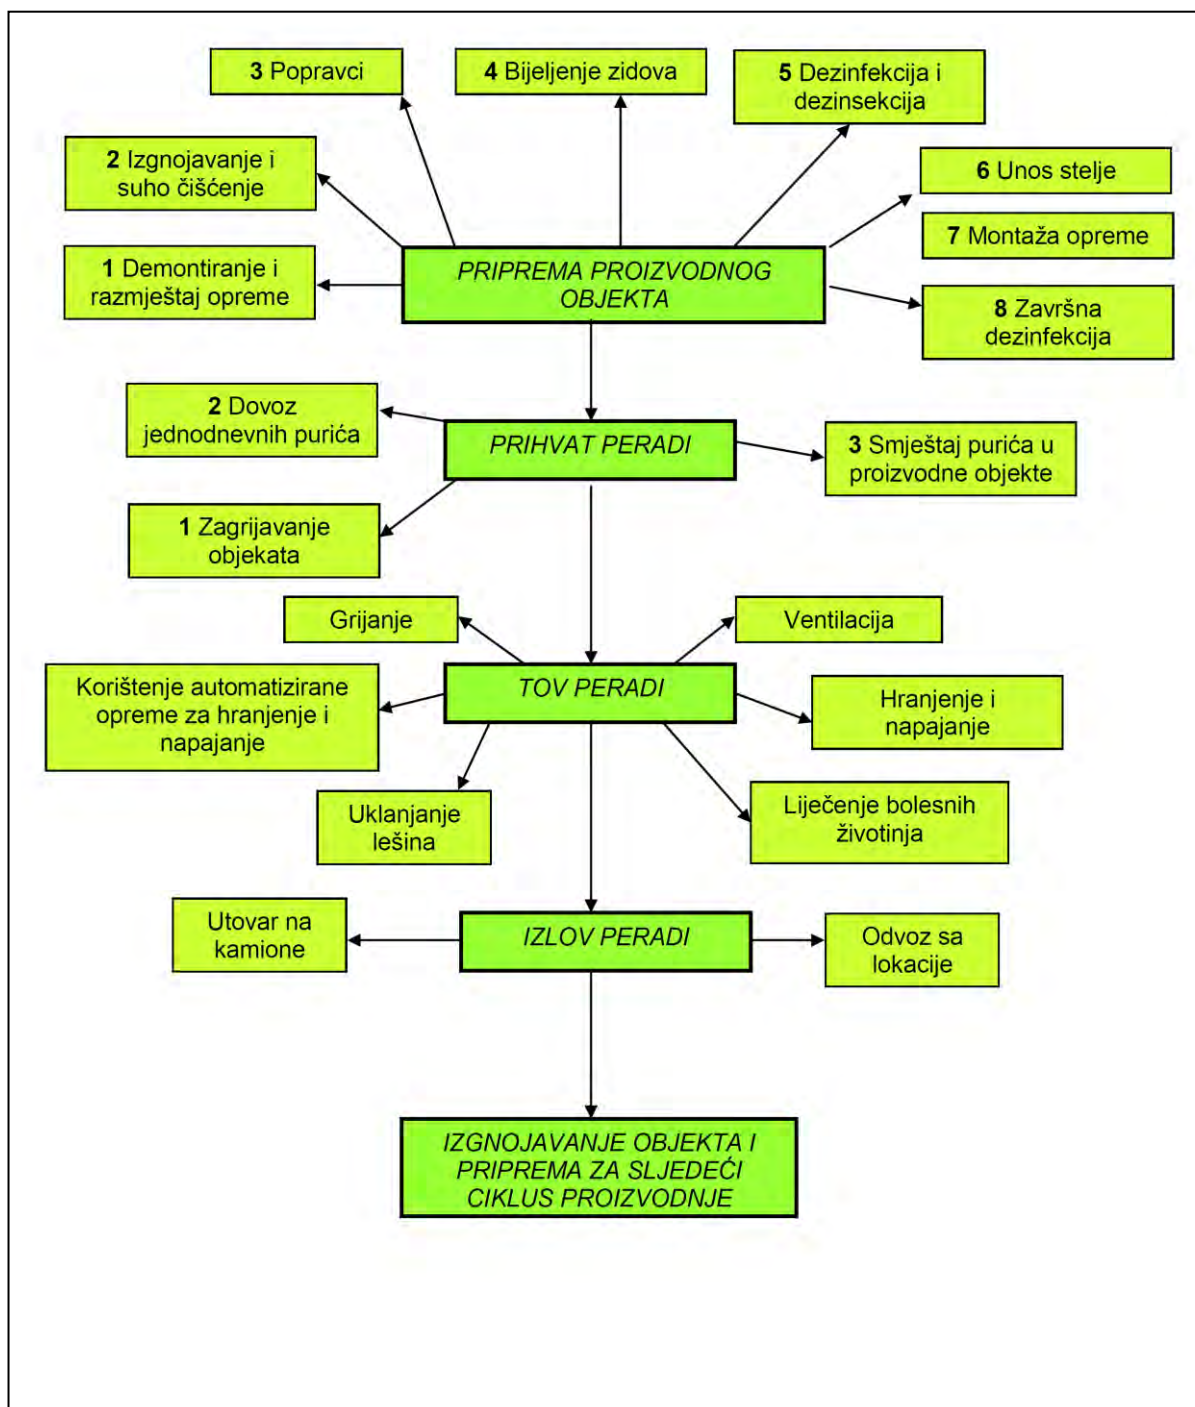 3 Popravci
4 Bijeljenje zidova
5 Dezinfekcija i
dezinsekcija
2 Izgnojavanje i
suho čišćenje
6 Unos stelje
7 Montaža opreme
1 Demontiranje i
razmještaj opreme
PRIPREMA PROIZVODNOG
OBJEKTA
8 Završna
dezinfekcija
2 Dovoz
jednodnevnih purića
PRIHVAT PERADI
3 Smještaj purića u
proizvodne objekte
1 Zagrijavanje
objekata
Grijanje
Ventilacija
Korištenje automatizirane
opreme za hranjenje i
napajanje
TOV PERADI
Hranjenje i
napajanje
Uklanjanje
lešina
Liječenje bolesnih
životinja
Utovar na
kamione
IZLOV PERADI
Odvoz sa
lokacije
IZGNOJAVANJE OBJEKTA I
PRIPREMA ZA SLJEDEĆI
CIKLUS PROIZVODNJE